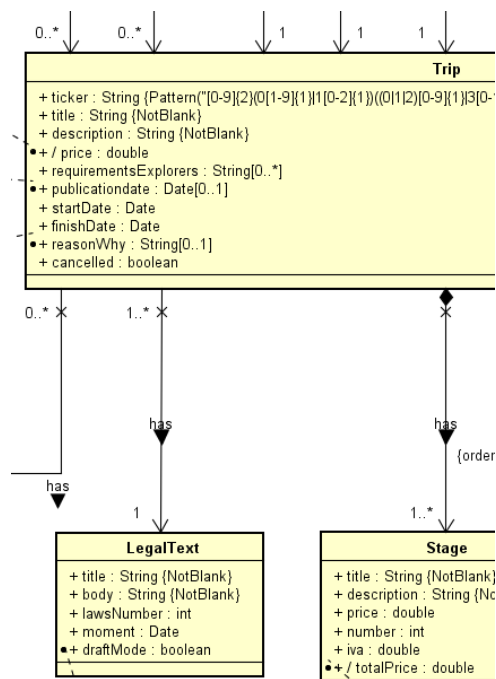 0..* 0..* 1 1 1
Trip
+ ticker : String {Pattern("[0-9]{2}(0[1-9]{1}|1[0-2]{1})((0|1|2)[0-9]{1}|3[0-1
+ title : String {NotBlank}
+ description : String {NotBlank}
+ / price : double
+ requirementsExplorers : String[0..*]
+ publicationdate : Date[0..1]
+ startDate : Date
+ finishDate : Date
+ reasonWhy : String[0..1]
+ cancelled : boolean
0..* 1..*
has has
{order
has
1 1..*
LegalText
+ title : String {NotBlank}
+ body : String {NotBlank}
+ lawsNumber : int
+ moment : Date
+ draftMode : boolean
Stage
+ title : String {NotBlank}
+ description : String {No
+ price : double
+ number : int
+ iva : double
+ / totalPrice : double